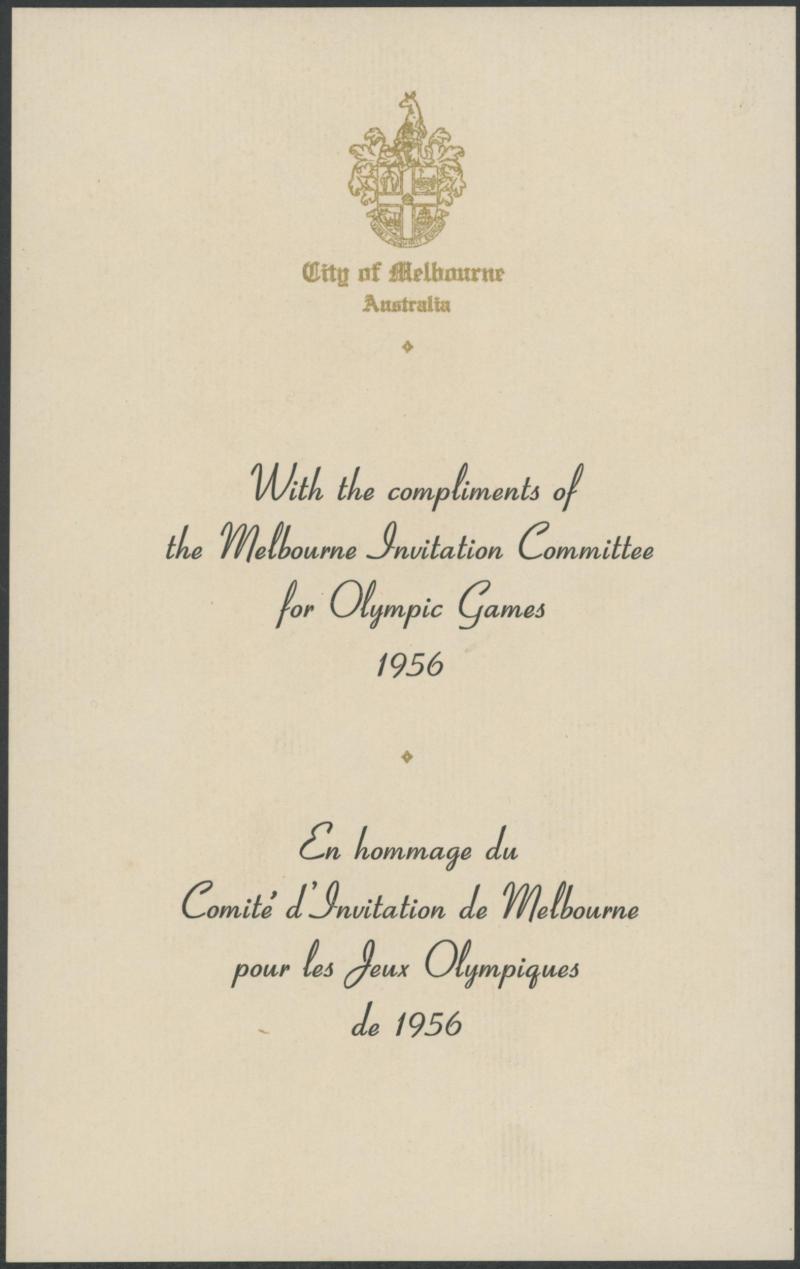 City of Melbourne
Australia
With the compliments of
the Melbourne Invitation Committee
for Olympic Games
1956
En hommage du
Comité d'Invitation de Melbourne
pour les Jeux Olympiques
de 1956